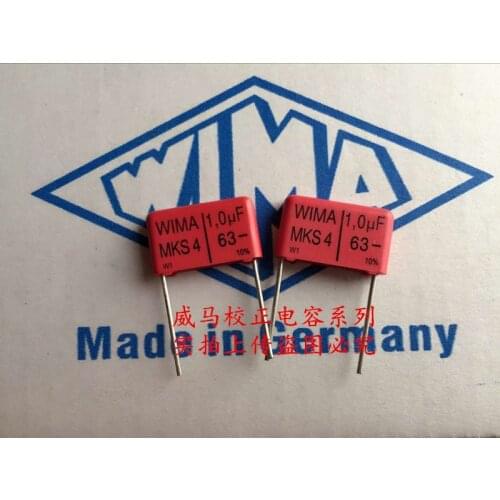 WIMA
WIMA 1,0µF
MKS 4 63-
W1 10%
WIMA 1,0µF
MKS 4 63-
W1 10%
威马校正电容系列
实拍上传盗图必究
Made in Germany